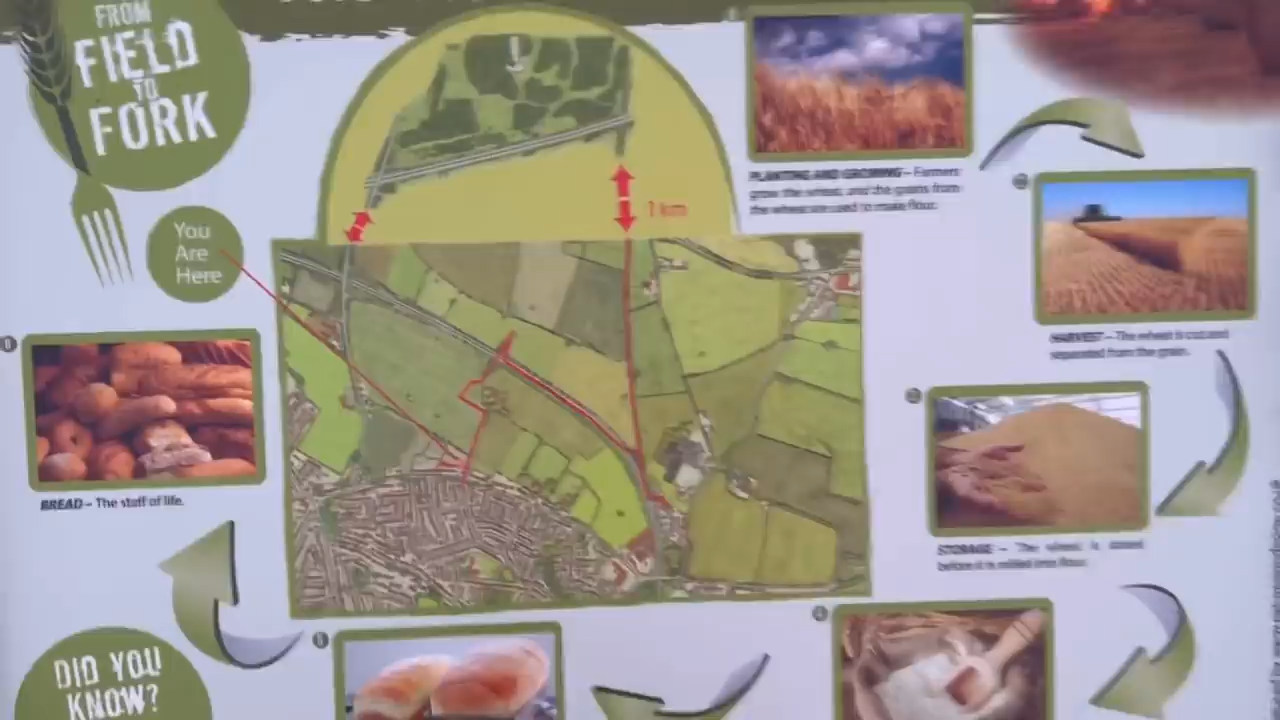 FROM
FIELD
TO
FORK
You
Are
Here
1 km
PLANTING AND GROWING – Farmers
grow the wheat, and the grains from
the wheat are used to make flour.
HARVEST – The wheat is cut and
separated from the grain.
STORAGE – The wheat is stored
before it is milled into flour.
BREAD – The staff of life.
DID YOU
KNOW?